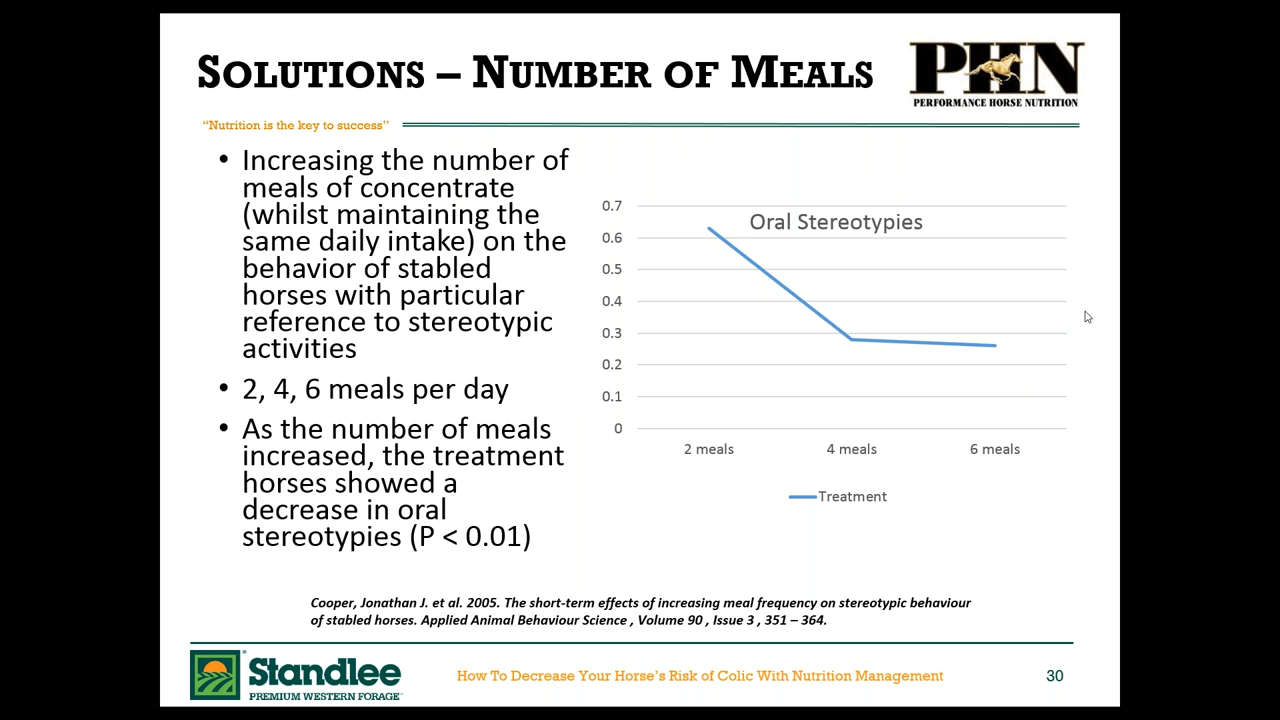 SOLUTIONS – NUMBER OF MEALS
PHN
PERFORMANCE HORSE NUTRITION
“Nutrition is the key to success”
• Increasing the number of
meals of concentrate
(whilst maintaining the
same daily intake) on the
behavior of stabled
horses with particular
reference to stereotypic
activities
• 2, 4, 6 meals per day
• As the number of meals
increased, the treatment
horses showed a
decrease in oral
stereotypies (P < 0.01)
Oral Stereotypies
0.7
0.6
0.5
0.4
0.3
0.2
0.1
0
2 meals 4 meals 6 meals
Treatment
Cooper, Jonathan J. et al. 2005. The short-term effects of increasing meal frequency on stereotypic behaviour
of stabled horses. Applied Animal Behaviour Science , Volume 90 , Issue 3 , 351 – 364.
Standlee®
PREMIUM WESTERN FORAGE™
How To Decrease Your Horse’s Risk of Colic With Nutrition Management
30